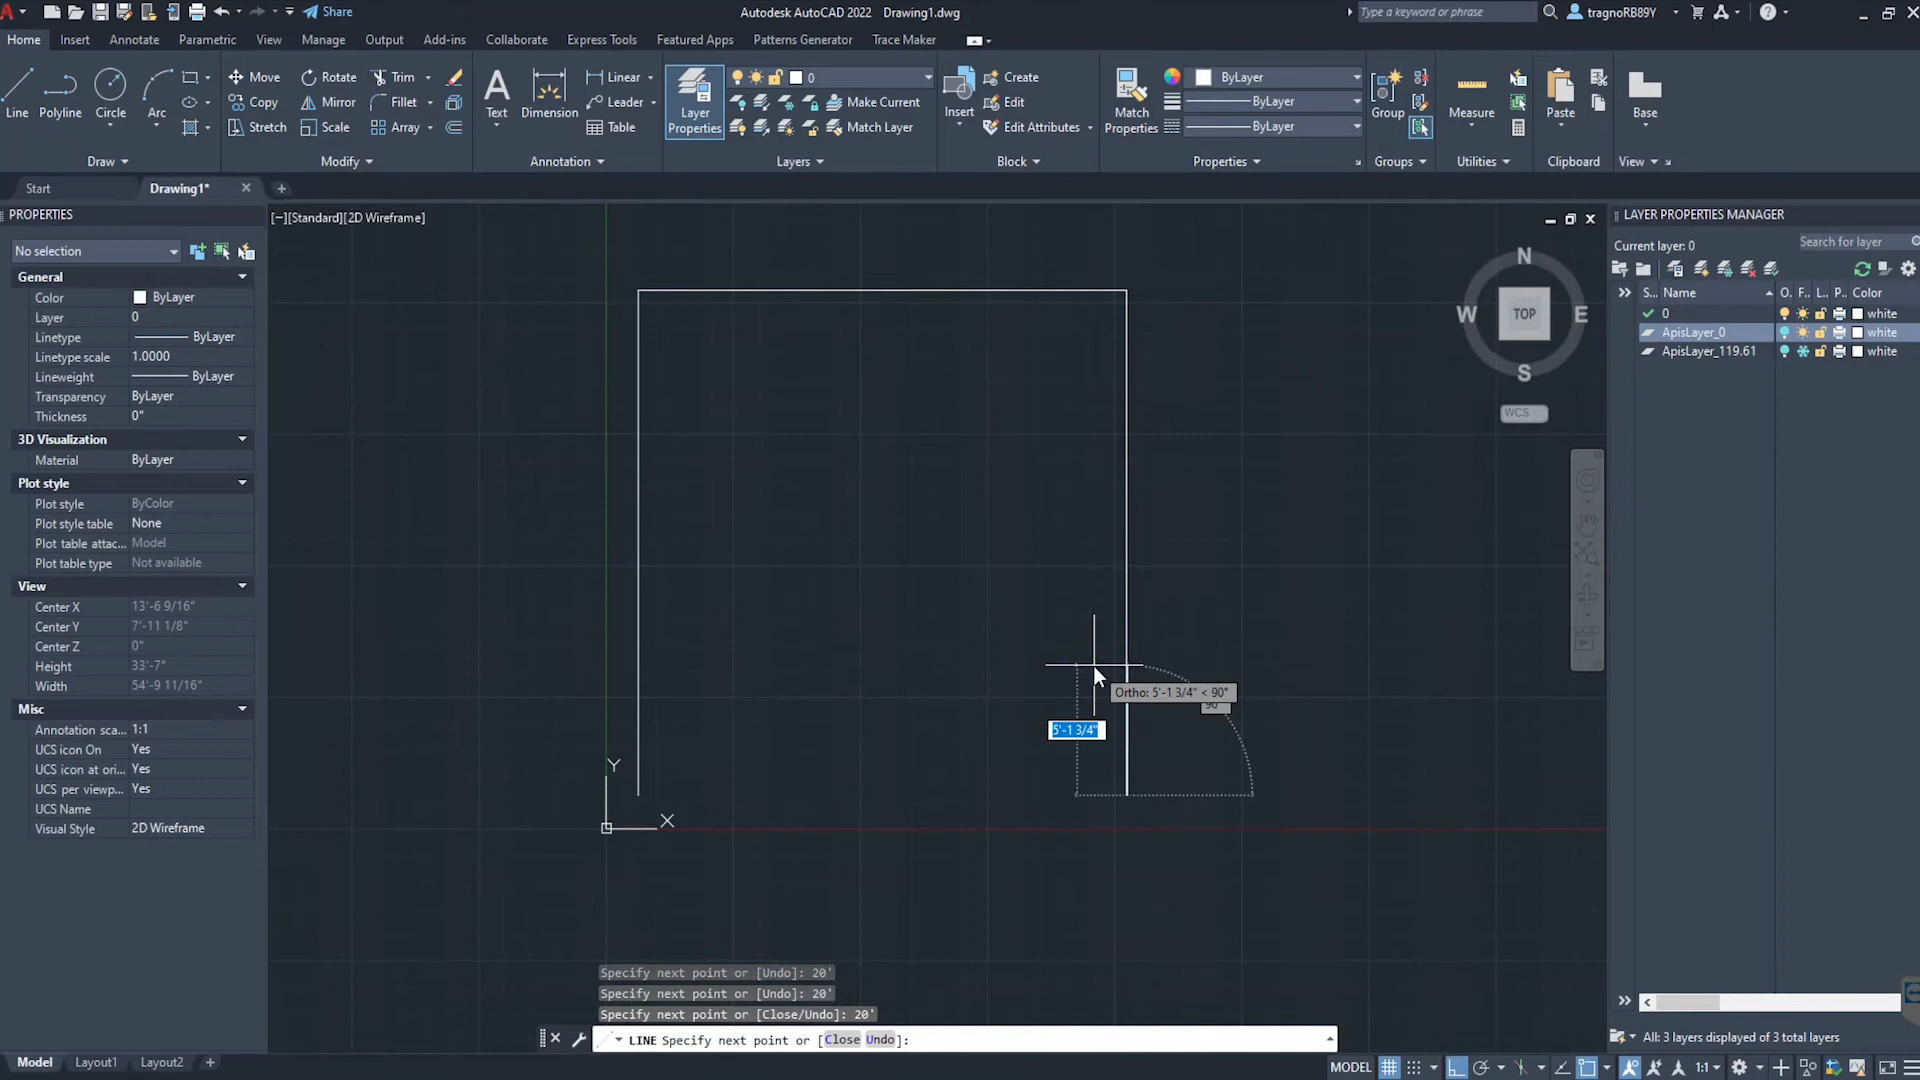 Share
Autodesk AutoCAD 2022 Drawing1.dwg
Type a keyword or phrase
tragnoRB89Y
Home Insert Annotate Parametric View Manage Output Add-ins Collaborate Express Tools Featured Apps Patterns Generator Trace Maker
Line Polyline Circle Arc
Move Rotate Trim
Copy Mirror Fillet
Stretch Scale Array
Text Dimension
Linear
Leader
Table
Layer Properties
0
Make Current
Match Layer
Insert
Create
Edit
Edit Attributes
Match Properties
ByLayer
ByLayer
ByLayer
Group
Measure
Paste
Base
Draw Modify Annotation Layers Block Properties Groups Utilities Clipboard View
Start Drawing1*
PROPERTIES
No selection
General
Color ByLayer
Layer 0
Linetype ByLayer
Linetype scale 1.0000
Lineweight ByLayer
Transparency ByLayer
Thickness 0"
3D Visualization
Material ByLayer
Plot style
Plot style ByColor
Plot style table None
Plot table attac... Model
Plot table type Not available
View
Center X 13'-6 9/16"
Center Y 7'-11 1/8"
Center Z 0"
Height 33'-7"
Width 54'-9 11/16"
Misc
Annotation sca... 1:1
UCS icon On Yes
UCS icon at ori... Yes
UCS per viewp... Yes
UCS Name
Visual Style 2D Wireframe
[−][Standard][2D Wireframe]
N
W TOP E
S
WCS
Ortho: 5'-1 3/4" < 90°
90
5'-1 3/4"
Y
X
Specify next point or [Undo]: 20'
Specify next point or [Undo]: 20'
Specify next point or [Close/Undo]: 20'
LINE Specify next point or [Close Undo]:
LAYER PROPERTIES MANAGER
Current layer: 0
Search for layer
S... Name O. F.. L.. P.. Color
0 white
ApisLayer_0 white
ApisLayer_119.61 white
All: 3 layers displayed of 3 total layers
Model Layout1 Layout2
MODEL 1:1